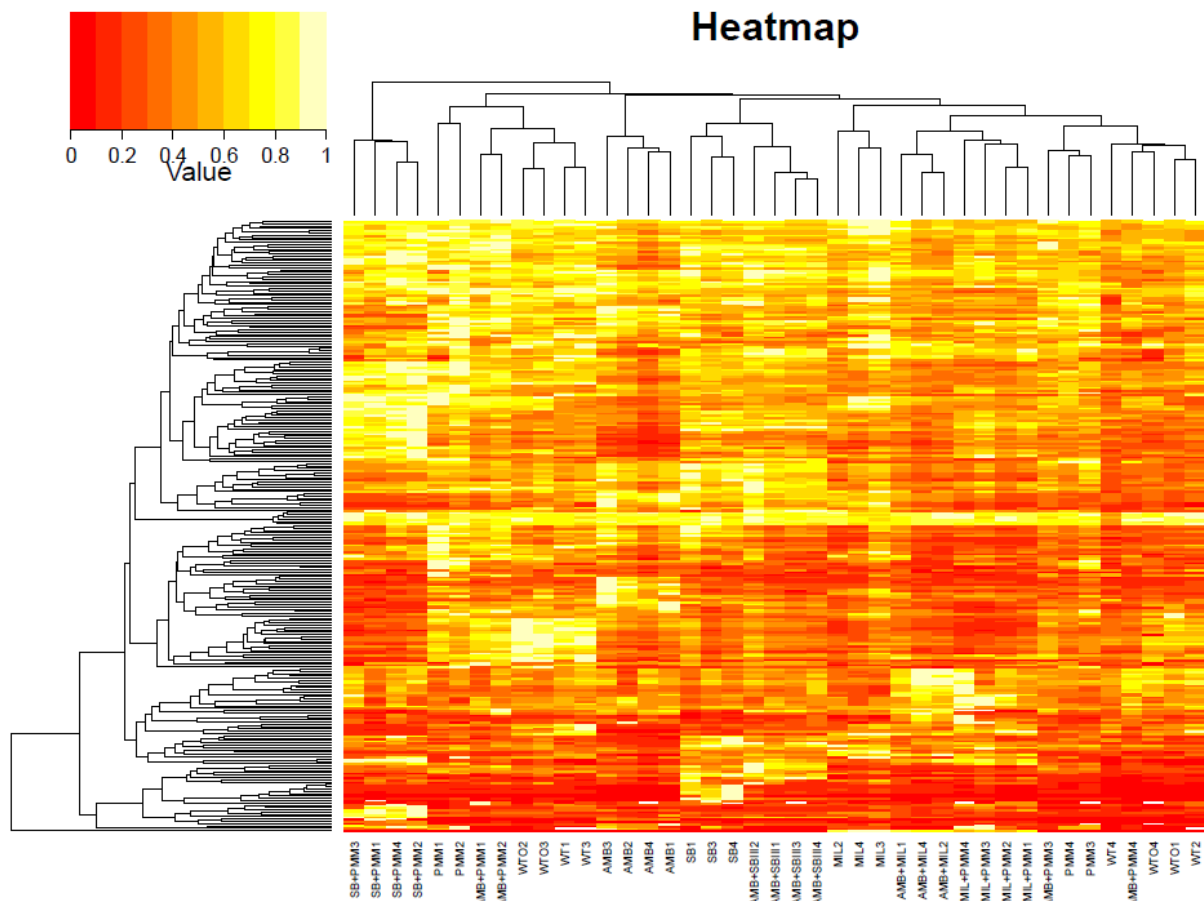 Heatmap
0 0.2 0.4 0.6 0.8 1
Value
SB+PMM3
SB+PMM1
SB+PMM4
SB+PMM2
PMM1
PMM2
AMB+PMM1
MB+PMM2
WTO2
WTO3
WT1
WT3
AMB3
AMB2
AMB4
AMB1
SB1
SB3
SB4
AMB+SBIII2
AMB+SBIII1
AMB+SBIII3
AMB+SBIII4
MIL2
MIL4
MIL3
AMB+MIL1
AMB+MIL4
AMB+MIL2
MIL+PMM4
MIL+PMM3
MIL+PMM2
MIL+PMM1
AMB+PMM3
PMM4
PMM3
WT4
AMB+PMM4
WTO4
WTO1
WT2